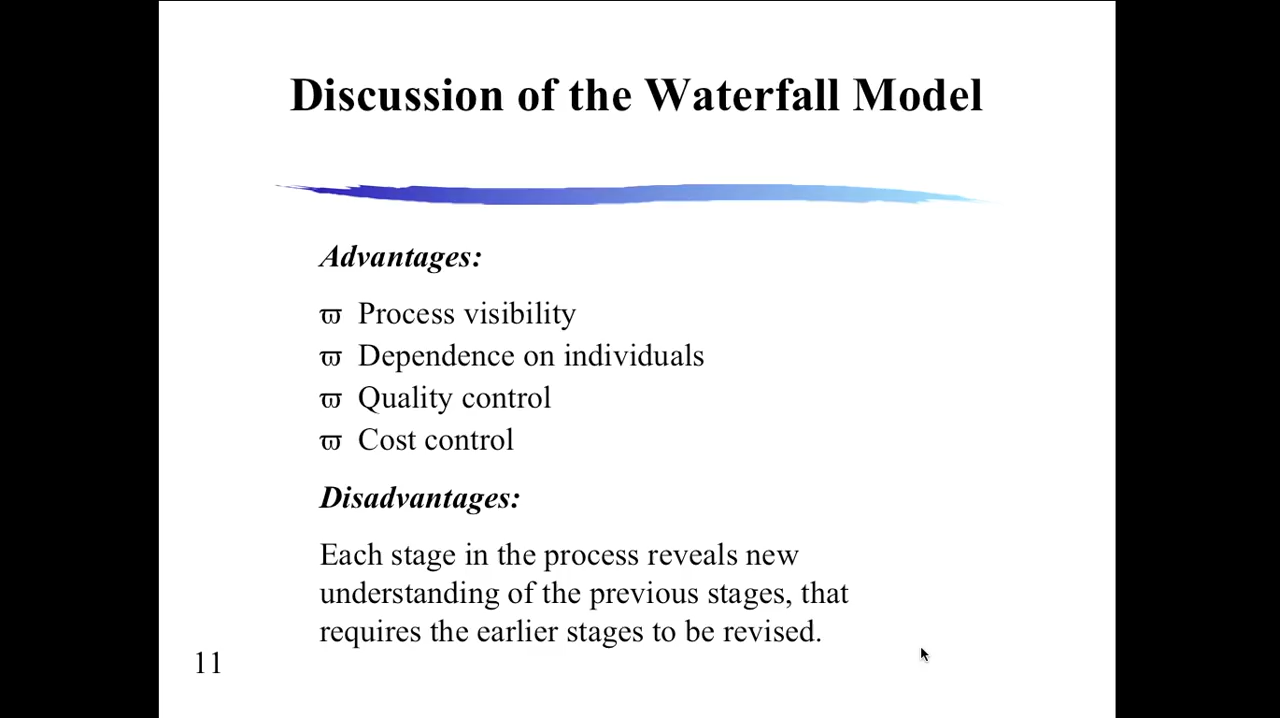 Discussion of the Waterfall Model
Advantages:
ϖ Process visibility
ϖ Dependence on individuals
ϖ Quality control
ϖ Cost control
Disadvantages:
Each stage in the process reveals new
understanding of the previous stages, that
requires the earlier stages to be revised.
11